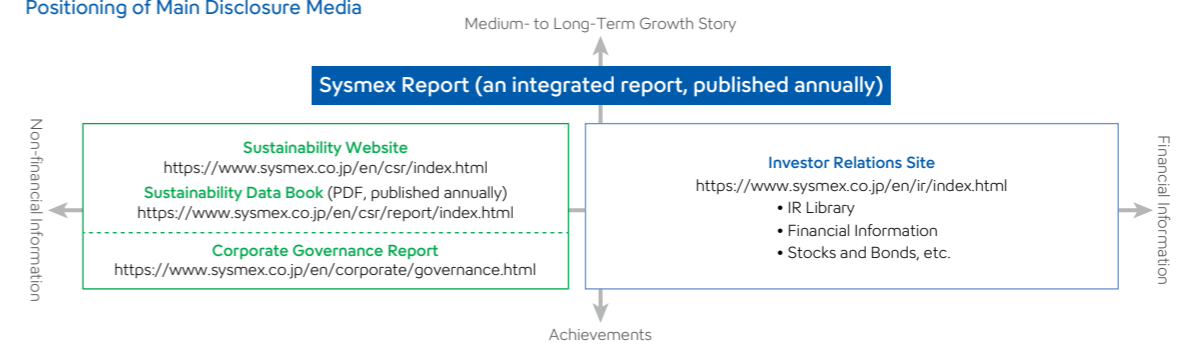 Positioning of Main Disclosure Media
Medium- to Long-Term Growth Story
Sysmex Report (an integrated report, published annually)
Non-financial Information
Sustainability Website
https://www.sysmex.co.jp/en/csr/index.html
Sustainability Data Book (PDF, published annually)
https://www.sysmex.co.jp/en/csr/report/index.html
Corporate Governance Report
https://www.sysmex.co.jp/en/corporate/governance.html
Investor Relations Site
https://www.sysmex.co.jp/en/ir/index.html
• IR Library
• Financial Information
• Stocks and Bonds, etc.
Financial Information
Achievements